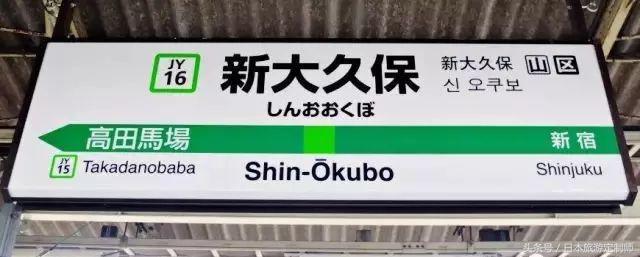 JY
16
新大久保
しんおおくぼ
新大久保 山 区
신 오쿠보
高田馬場
新宿
JY
15
Takadanobaba
Shin-Ōkubo
Shinjuku
头条号/日本旅游定制师